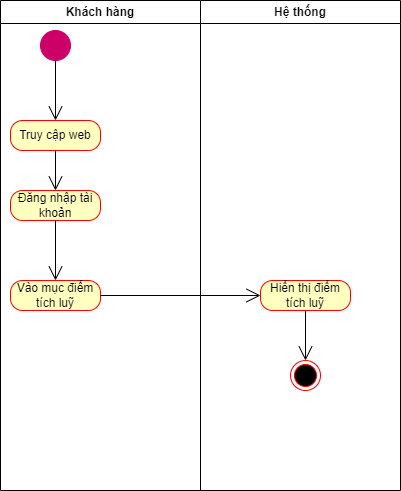 Khách hàng
Hệ thống
Truy cập web
Đăng nhập tài
khoản
Vào mục điểm
tích luỹ
Hiển thị điểm
tích luỹ